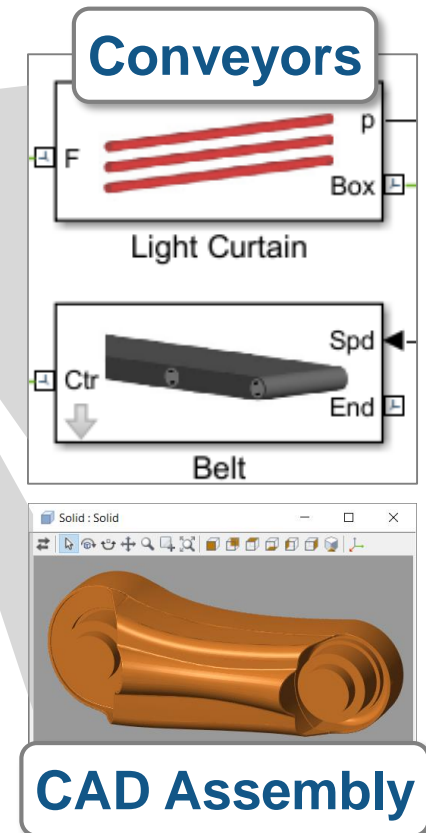 Conveyors
F
p
Box
Light Curtain
Ctr
Spd
End
Belt
Solid : Solid
CAD Assembly